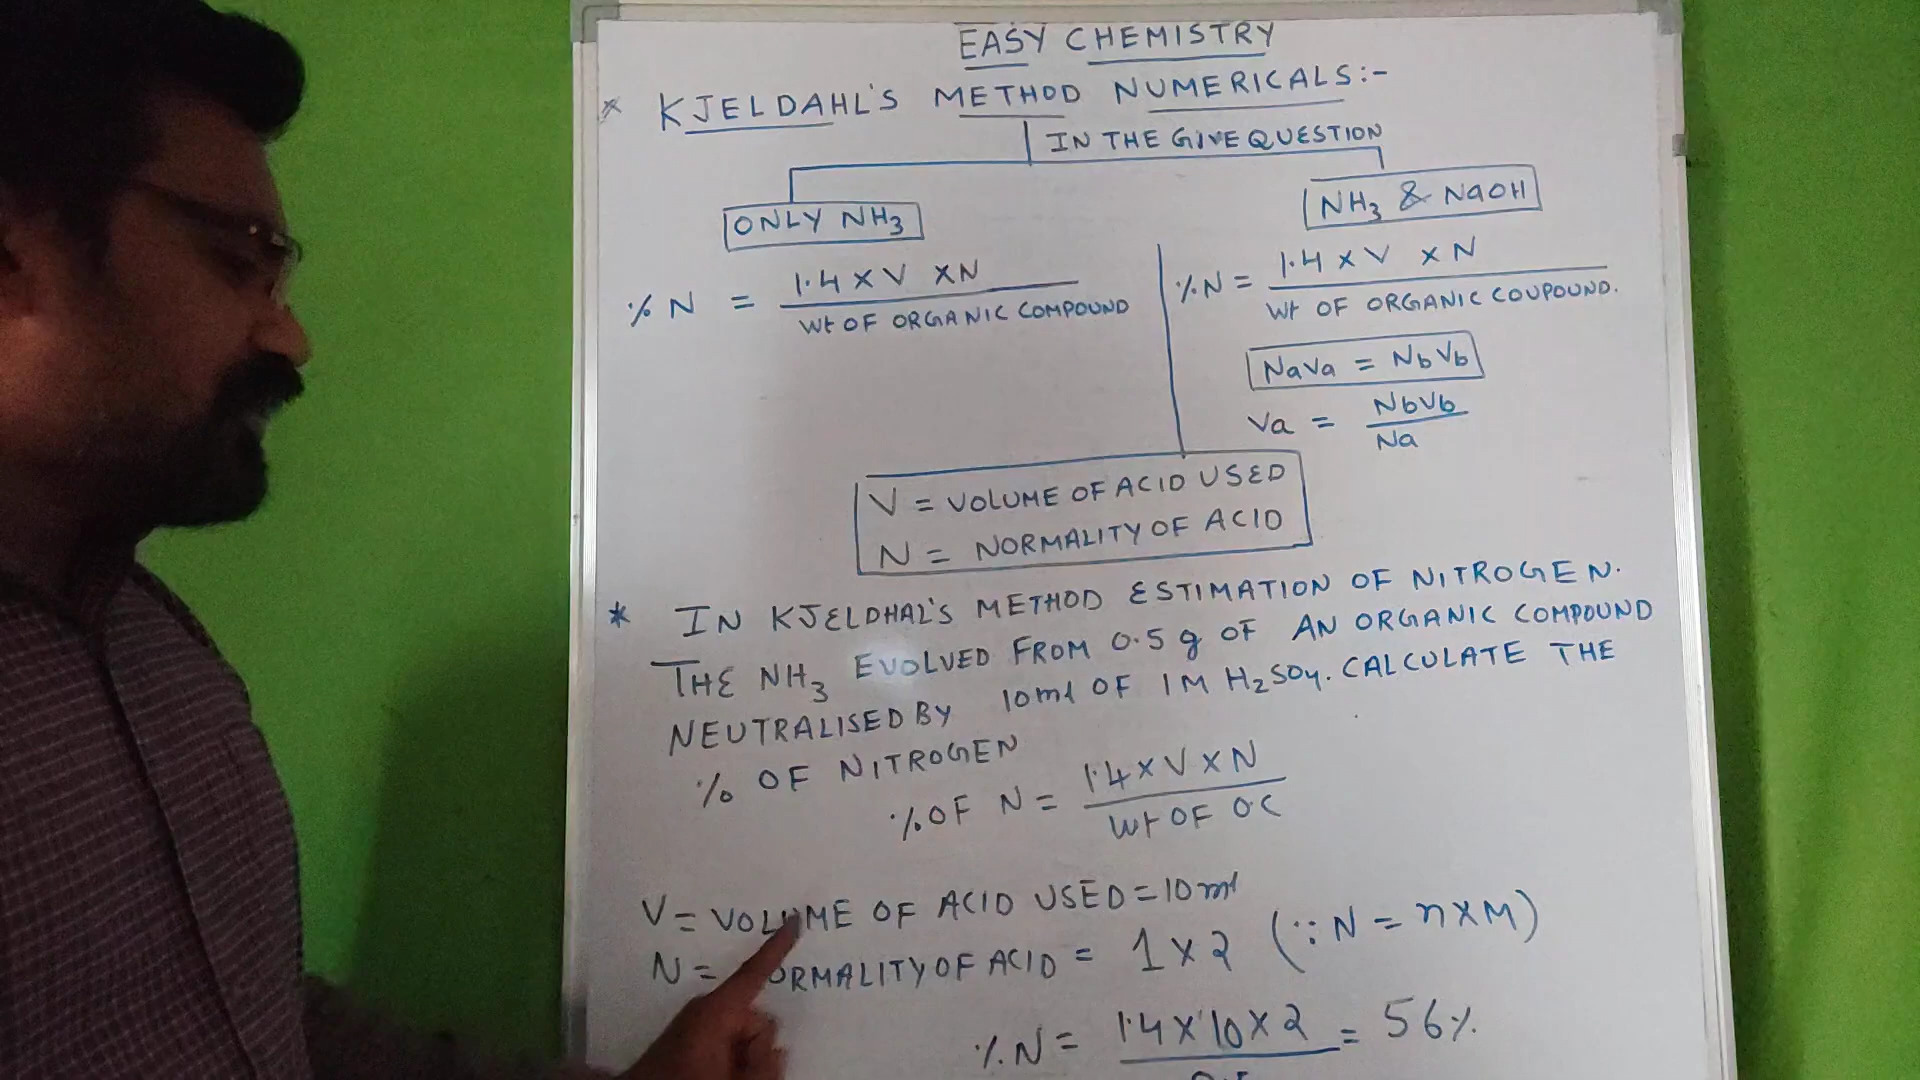 EASY CHEMISTRY
* KJELDAHL'S METHOD NUMERICALS:-
IN THE GIVE QUESTION
ONLY NH3
NH3 & NaOH
% N = 1.4 x V x N / Wt OF ORGANIC COMPOUND
% N = 1.4 x V x N / Wt OF ORGANIC COUPOUND.
NaVa = NbVb
Va = NbVb / Na
V = VOLUME OF ACID USED
N = NORMALITY OF ACID
* IN KJELDHAL'S METHOD ESTIMATION OF NITROGEN.
THE NH3 EVOLVED FROM 0.5 g OF AN ORGANIC COMPOUND
NEUTRALISED BY 10ml OF 1M H2SO4. CALCULATE THE
% OF NITROGEN
% OF N = 1.4 x V x N / Wt OF O.C
V = VOLUME OF ACID USED = 10 ml
N = ORMALITY OF ACID = 1 x 2 (∵ N = n x M)
% N = 1.4 x 10 x 2 = 56 %